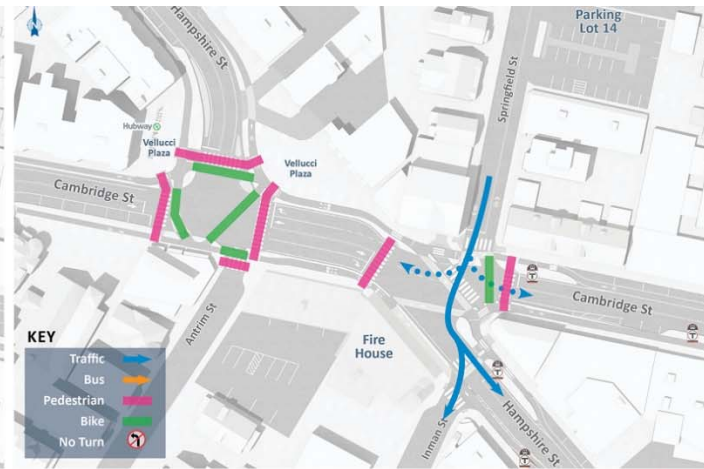 Hampshire St
Parking
Lot 14
Springfield St
Hubway
Vellucci
Plaza
Vellucci
Plaza
Cambridge St
Cambridge St
Antrim St
Fire
House
Inman St
Hampshire St
KEY
Traffic
Bus
Pedestrian
Bike
No Turn